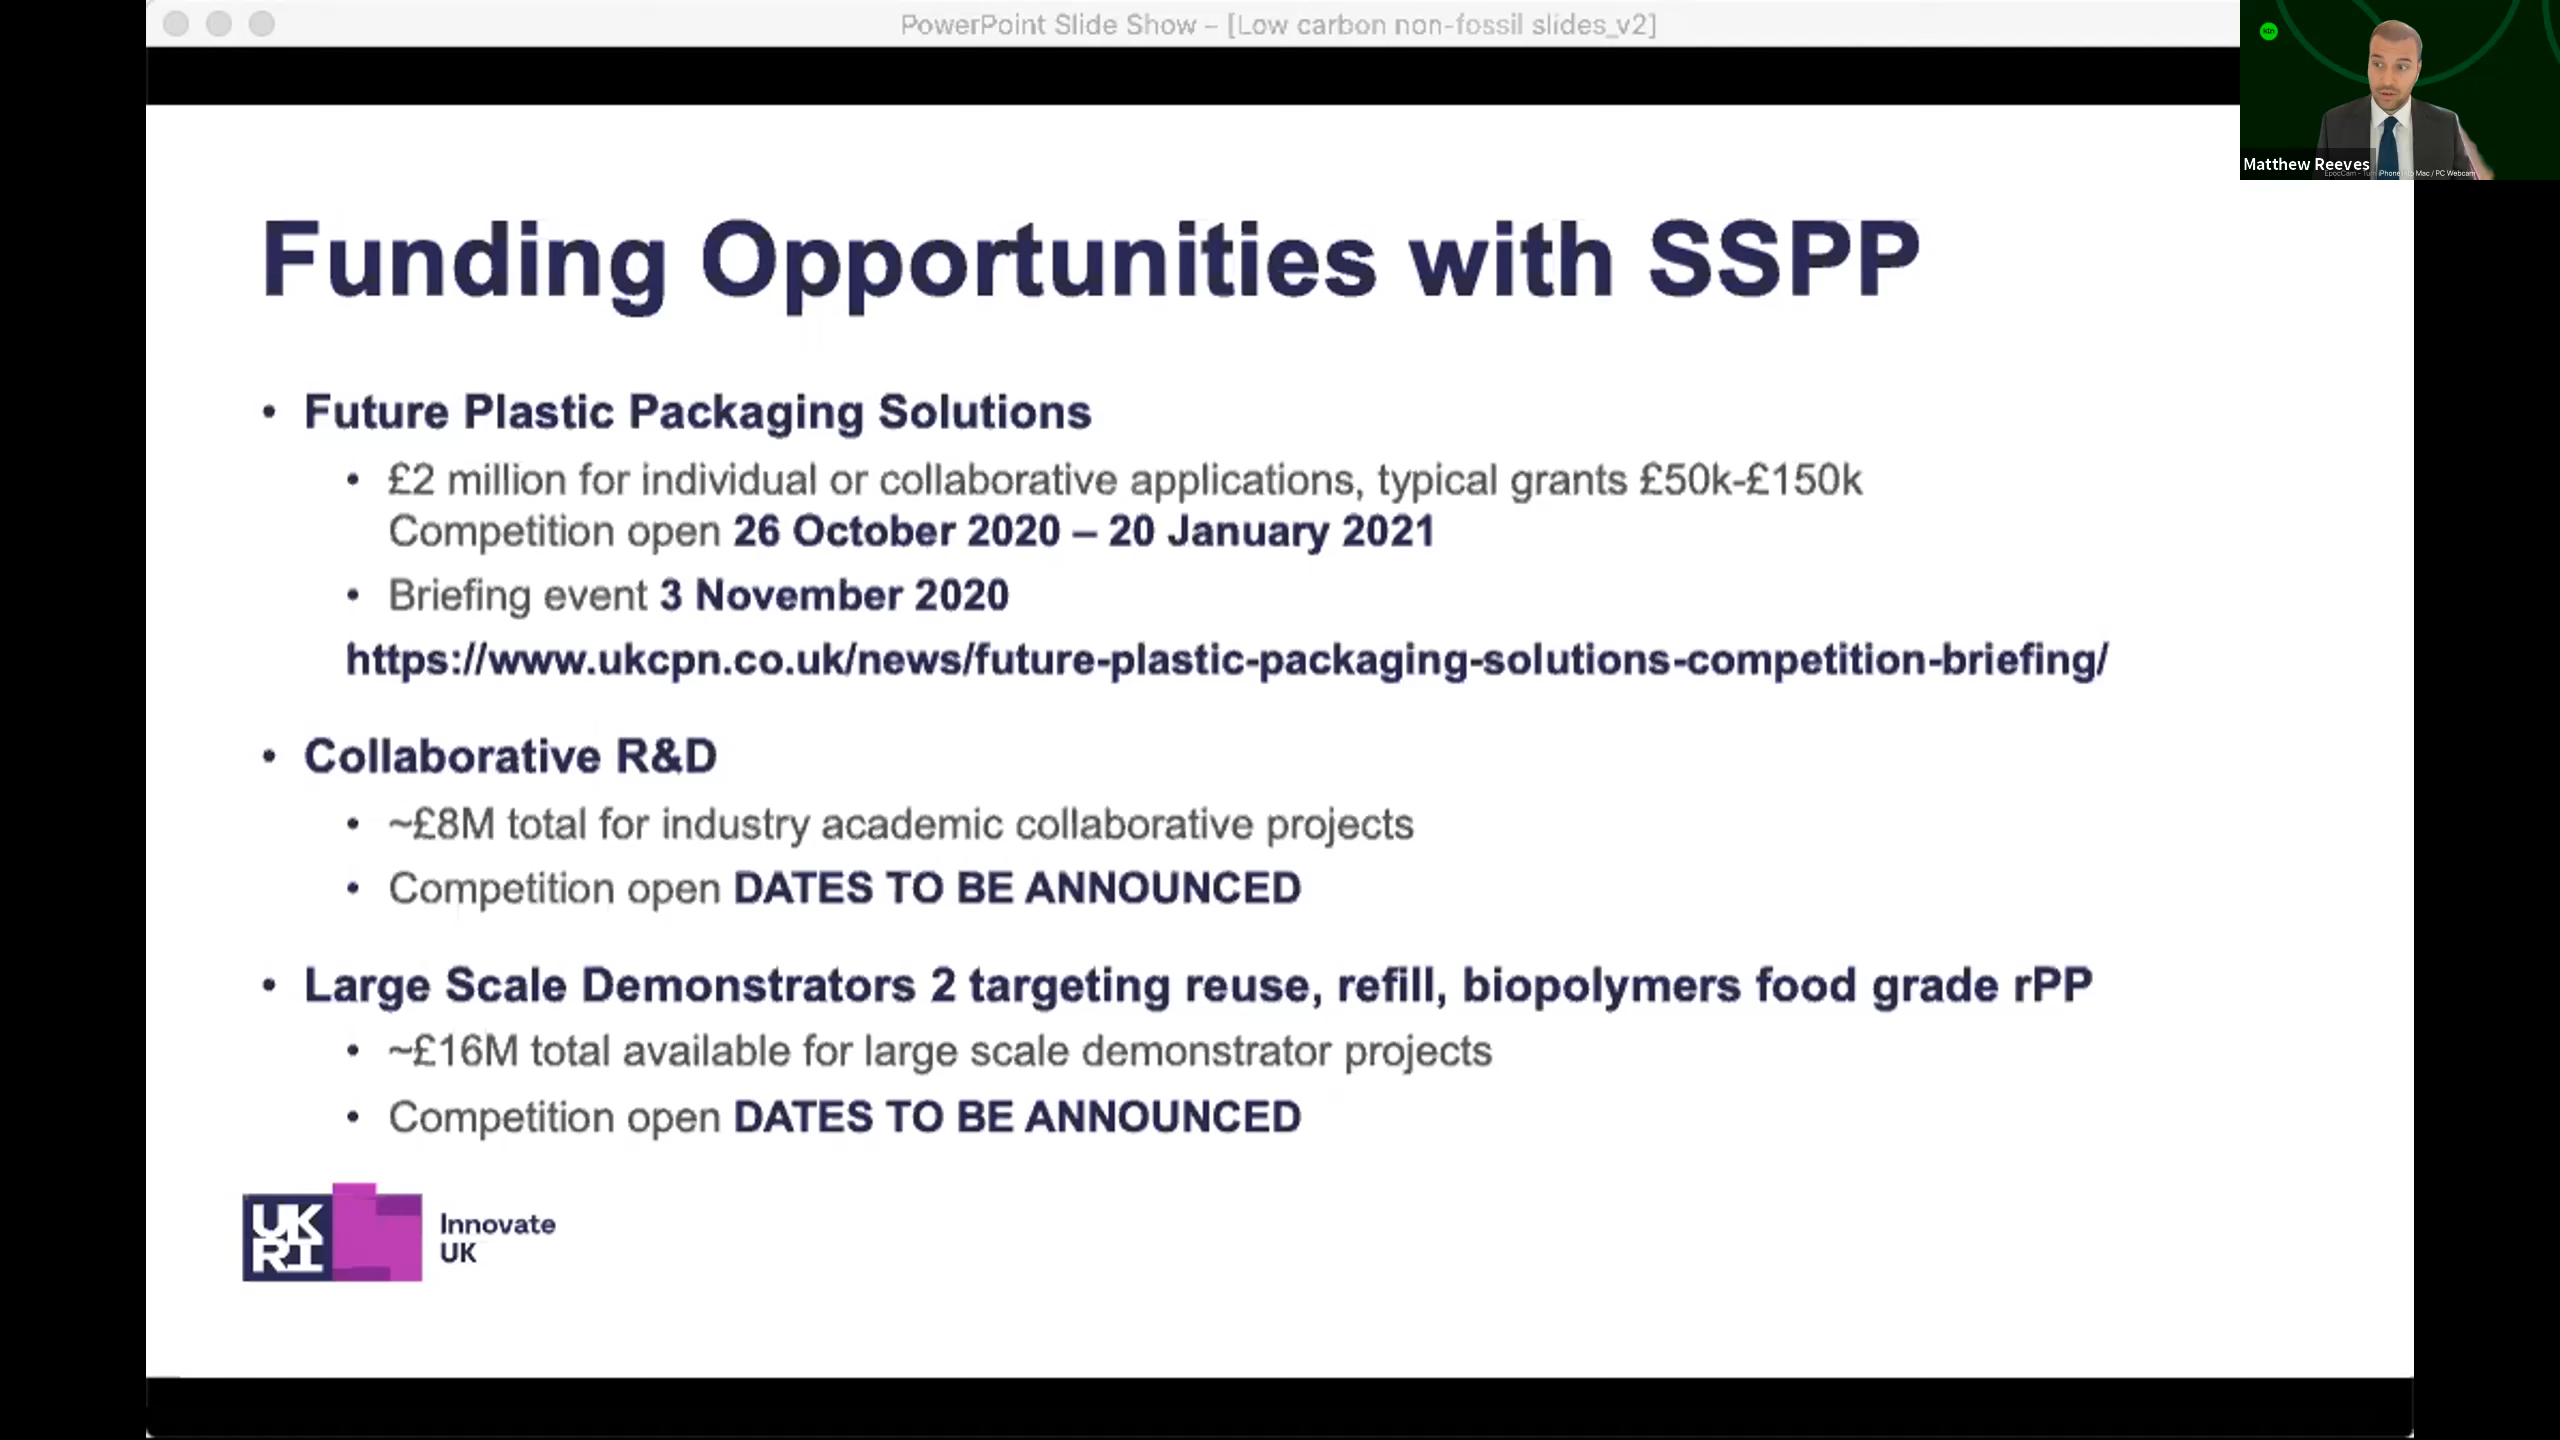 PowerPoint Slide Show – [Low carbon non-fossil slides_v2]
ktn
Matthew Reeves
Funding Opportunities with SSPP
• Future Plastic Packaging Solutions
• £2 million for individual or collaborative applications, typical grants £50k-£150k
Competition open 26 October 2020 – 20 January 2021
• Briefing event 3 November 2020
https://www.ukcpn.co.uk/news/future-plastic-packaging-solutions-competition-briefing/
• Collaborative R&D
• ~£8M total for industry academic collaborative projects
• Competition open DATES TO BE ANNOUNCED
• Large Scale Demonstrators 2 targeting reuse, refill, biopolymers food grade rPP
• ~£16M total available for large scale demonstrator projects
• Competition open DATES TO BE ANNOUNCED
UK
RI
Innovate
UK